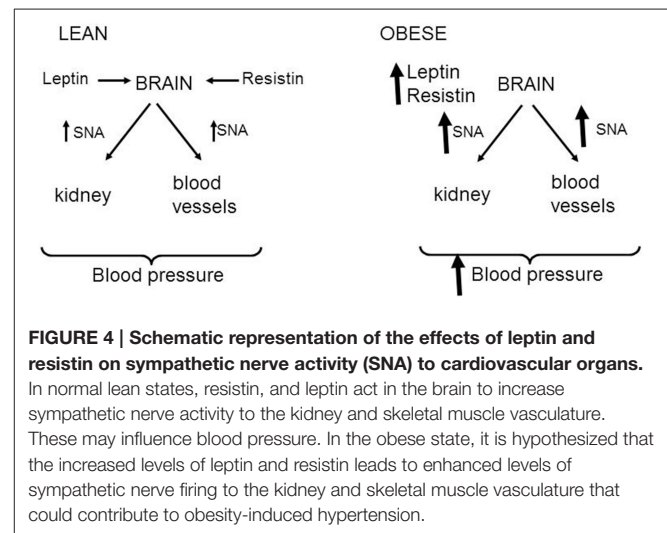 LEAN
OBESE
Leptin BRAIN Resistin
Leptin
Resistin
BRAIN
SNA SNA
SNA SNA
kidney
blood
vessels
kidney
blood
vessels
Blood pressure
Blood pressure
FIGURE 4 | Schematic representation of the effects of leptin and
resistin on sympathetic nerve activity (SNA) to cardiovascular organs.
In normal lean states, resistin, and leptin act in the brain to increase
sympathetic nerve activity to the kidney and skeletal muscle vasculature.
These may influence blood pressure. In the obese state, it is hypothesized that
the increased levels of leptin and resistin leads to enhanced levels of
sympathetic nerve firing to the kidney and skeletal muscle vasculature that
could contribute to obesity-induced hypertension.